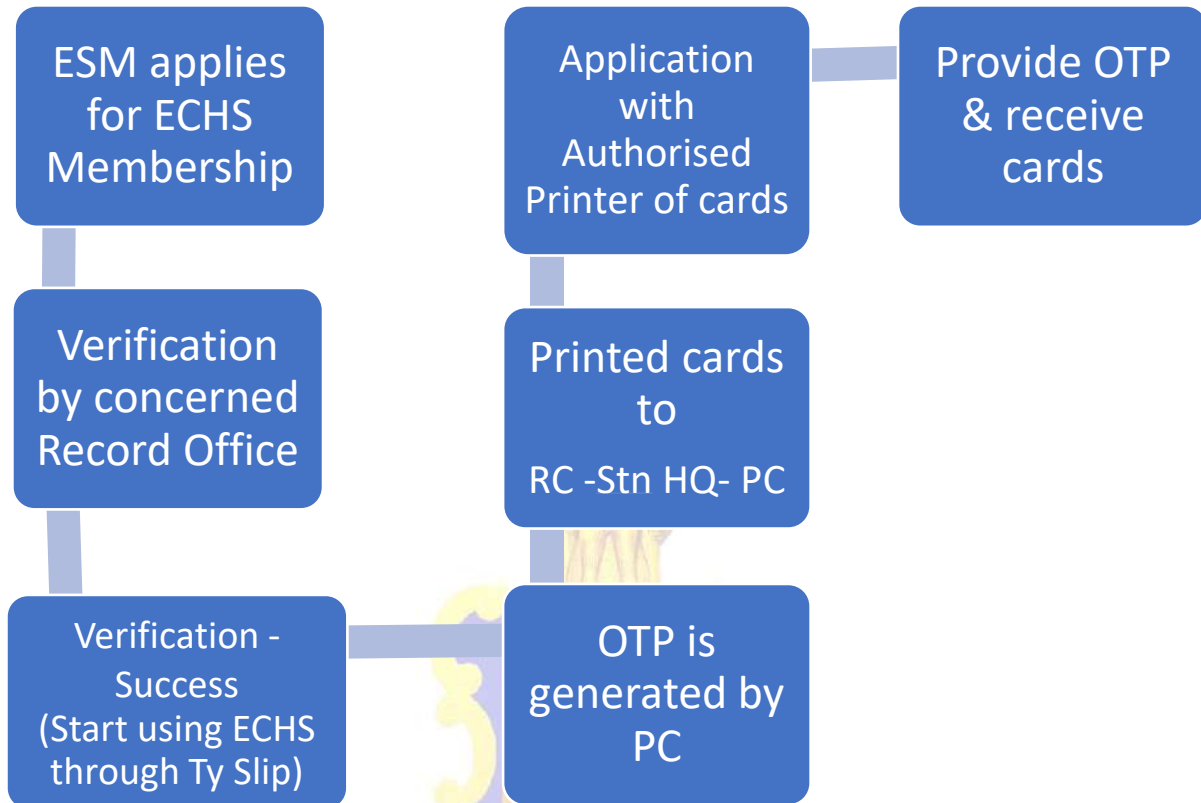 ESM applies
for ECHS
Membership
Verification
by concerned
Record Office
Verification -
Success
(Start using ECHS
through Ty Slip)
OTP is
generated by
PC
Printed cards
to
RC -Stn HQ- PC
Application
with
Authorised
Printer of cards
Provide OTP
& receive
cards